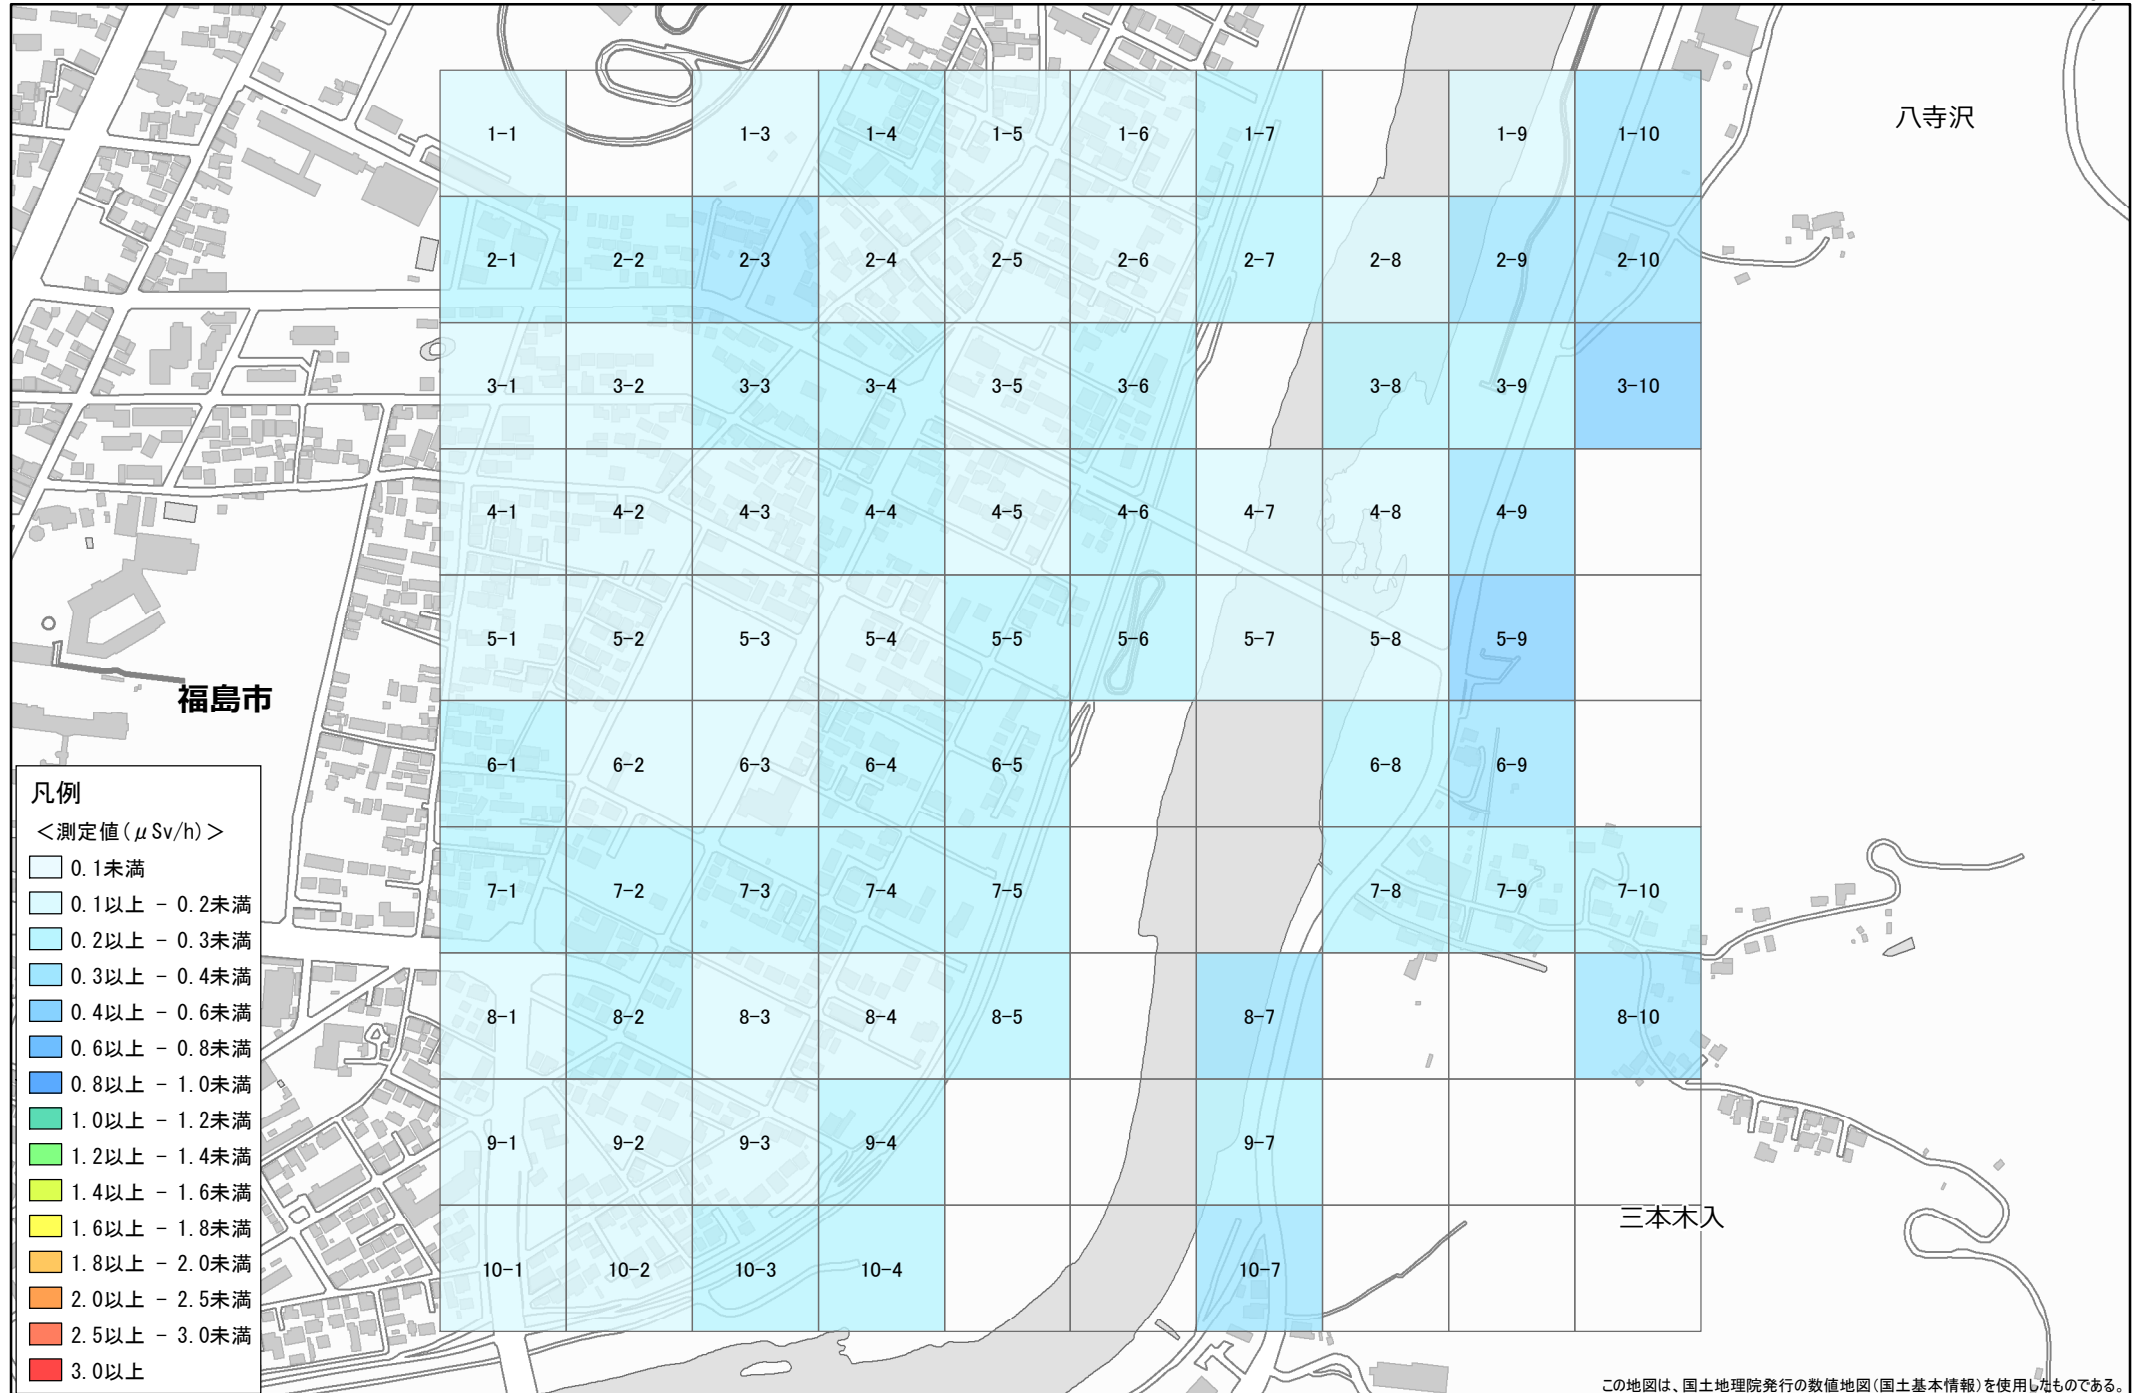 八寺沢
1-1 1-3 1-4 1-5 1-6 1-7 1-9 1-10
2-1 2-2 2-3 2-4 2-5 2-6 2-7 2-8 2-9 2-10
3-1 3-2 3-3 3-4 3-5 3-6 3-8 3-9 3-10
4-1 4-2 4-3 4-4 4-5 4-6 4-7 4-8 4-9
5-1 5-2 5-3 5-4 5-5 5-6 5-7 5-8 5-9
福島市
6-1 6-2 6-3 6-4 6-5 6-8 6-9
7-1 7-2 7-3 7-4 7-5 7-8 7-9 7-10
8-1 8-2 8-3 8-4 8-5 8-7 8-10
9-1 9-2 9-3 9-4 9-7
三本木入
10-1 10-2 10-3 10-4 10-7
凡例
＜測定値(μSv/h)＞
0.1未満
0.1以上 - 0.2未満
0.2以上 - 0.3未満
0.3以上 - 0.4未満
0.4以上 - 0.6未満
0.6以上 - 0.8未満
0.8以上 - 1.0未満
1.0以上 - 1.2未満
1.2以上 - 1.4未満
1.4以上 - 1.6未満
1.6以上 - 1.8未満
1.8以上 - 2.0未満
2.0以上 - 2.5未満
2.5以上 - 3.0未満
3.0以上
この地図は、国土地理院発行の数値地図(国土基本情報)を使用したものである。